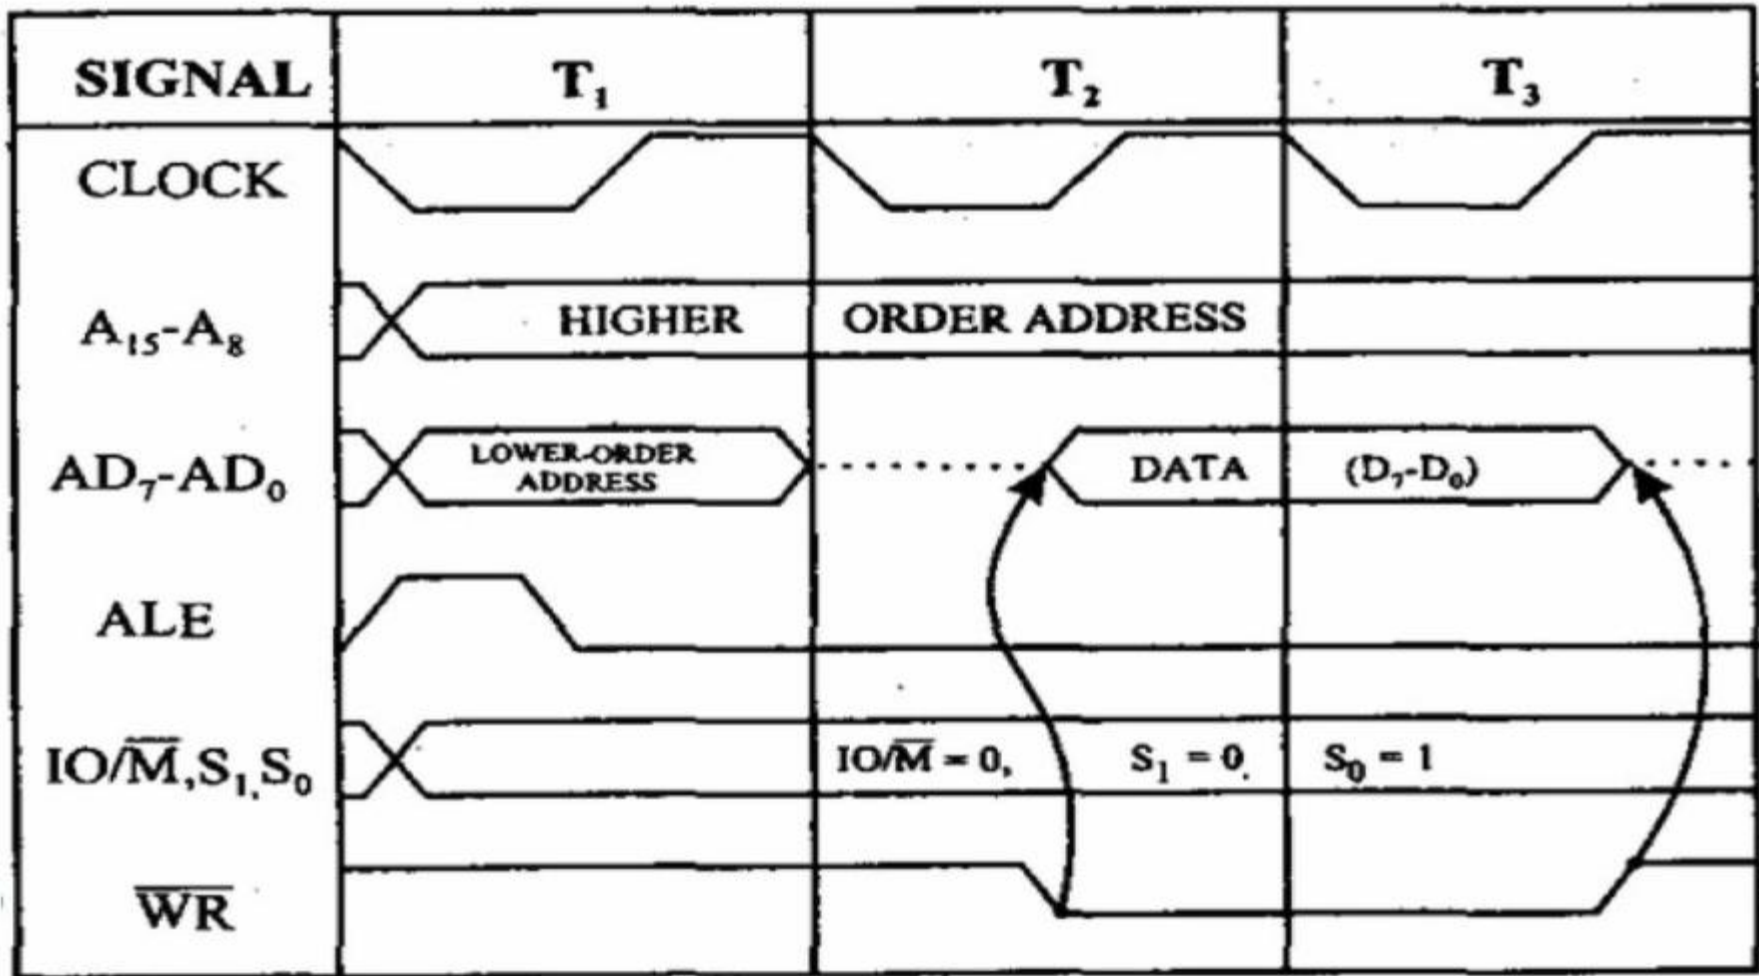 SIGNAL T₁ T₂ T₃
CLOCK
A₁₅-A₈ HIGHER ORDER ADDRESS
AD₇-AD₀ LOWER-ORDER ADDRESS DATA (D₇-D₀)
ALE
IO/M̅,S₁,S₀ IO/M̅ = 0, S₁ = 0, S₀ = 1
W̅R̅